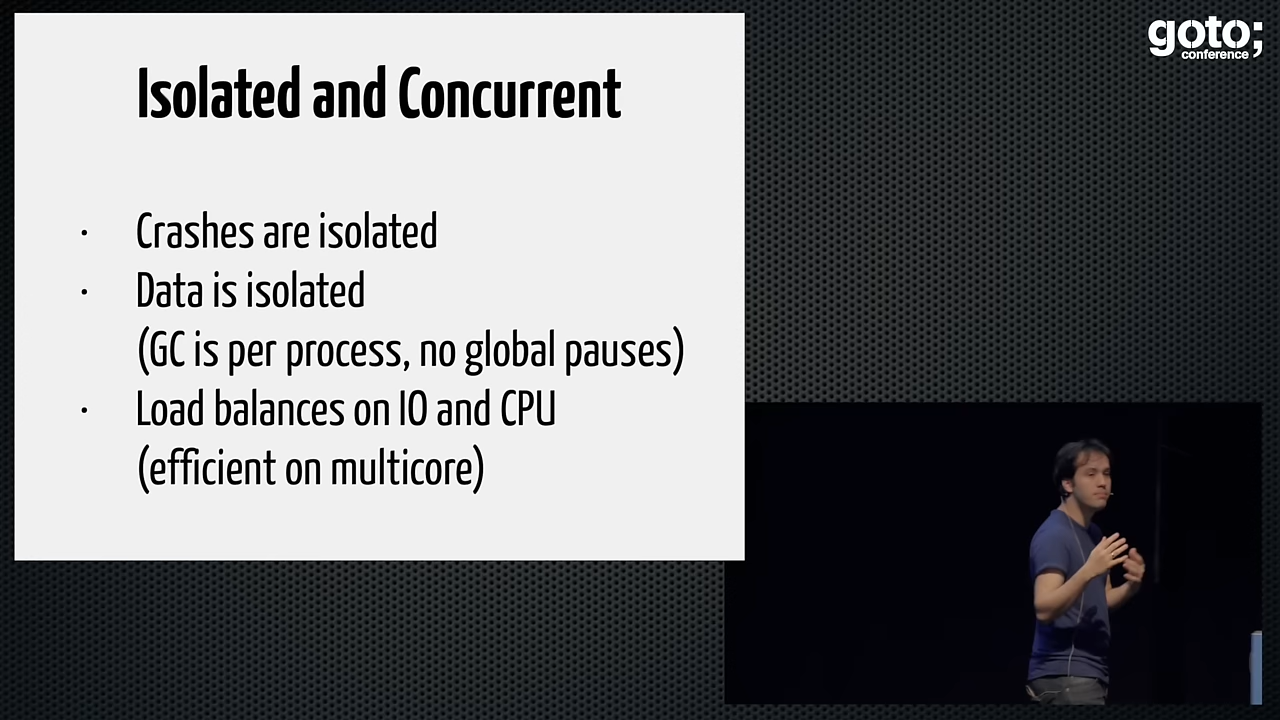 Isolated and Concurrent
· Crashes are isolated
· Data is isolated
(GC is per process, no global pauses)
· Load balances on IO and CPU
(efficient on multicore)
goto;
conference